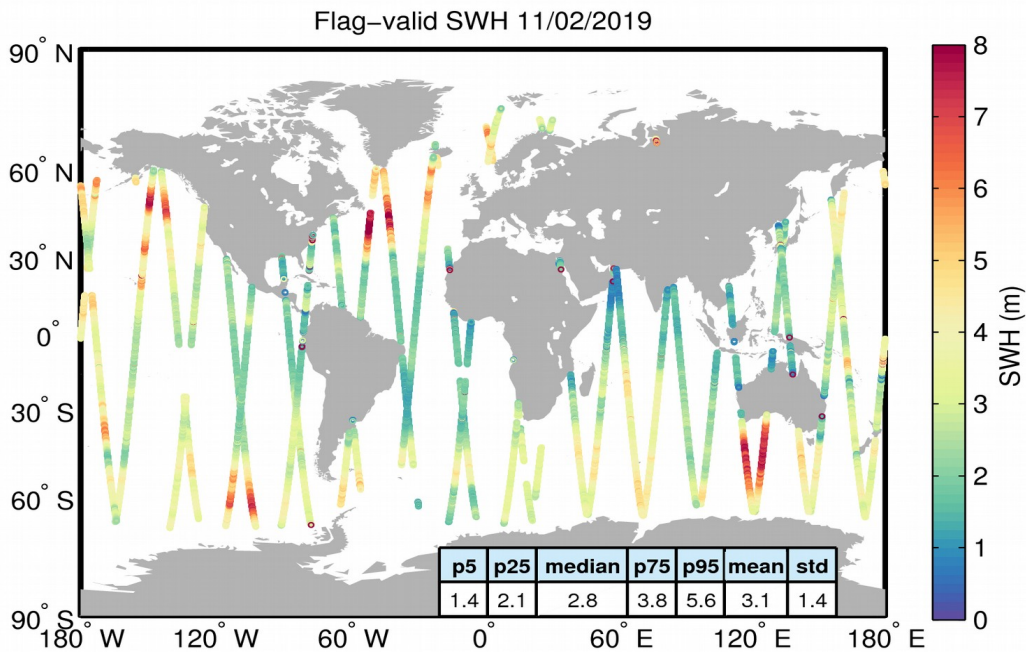 Flag−valid SWH 11/02/2019
90° N
60° N
30° N
0°
30° S
60° S
90° S
180° W
120° W
60° W
0°
60° E
120° E
180° E
8
7
6
5
4
3
2
1
0
SWH (m)
p5 p25 median p75 p95 mean std
1.4 2.1 2.8 3.8 5.6 3.1 1.4